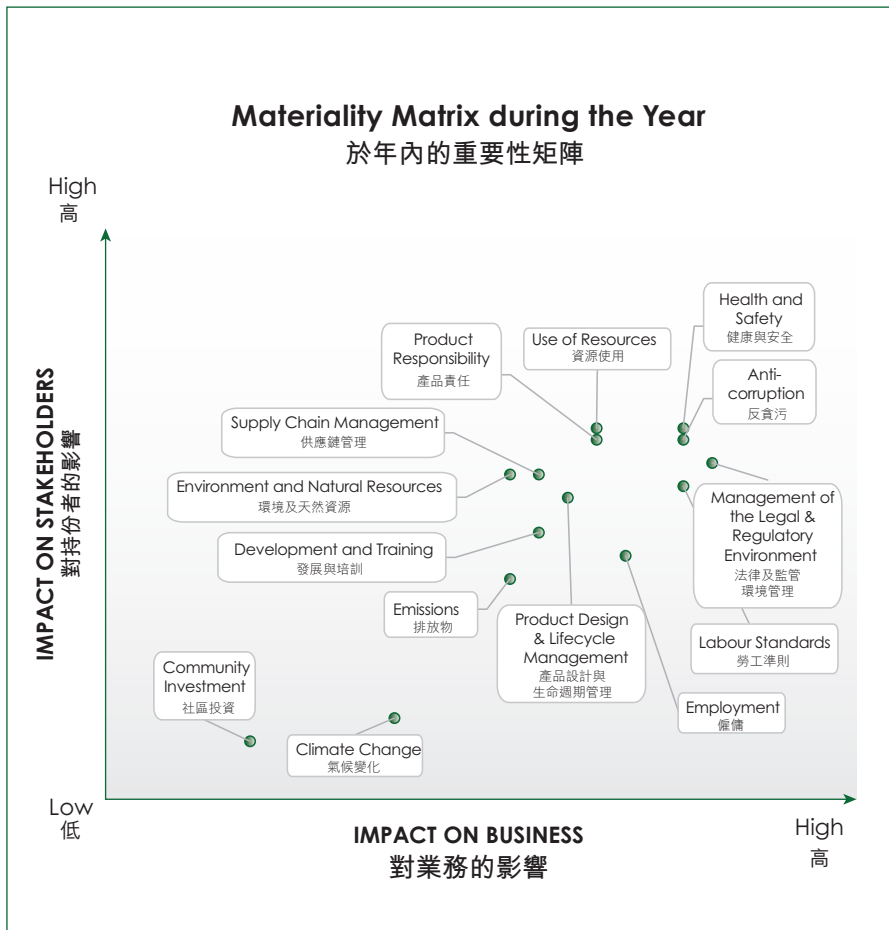 Materiality Matrix during the Year
於年內的重要性矩陣
High
高
Health and
Safety
健康與安全
Product
Responsibility
產品責任
Use of Resources
資源使用
Anti-
corruption
反貪污
Supply Chain Management
供應鏈管理
Environment and Natural Resources
環境及天然資源
Management of
the Legal &
Regulatory
Environment
法律及監管
環境管理
Development and Training
發展與培訓
Emissions
排放物
Product Design
& Lifecycle
Management
產品設計與
生命週期管理
Labour Standards
勞工準則
Community
Investment
社區投資
Employment
僱傭
Climate Change
氣候變化
IMPACT ON STAKEHOLDERS
對持份者的影響
Low
低
IMPACT ON BUSINESS
對業務的影響
High
高